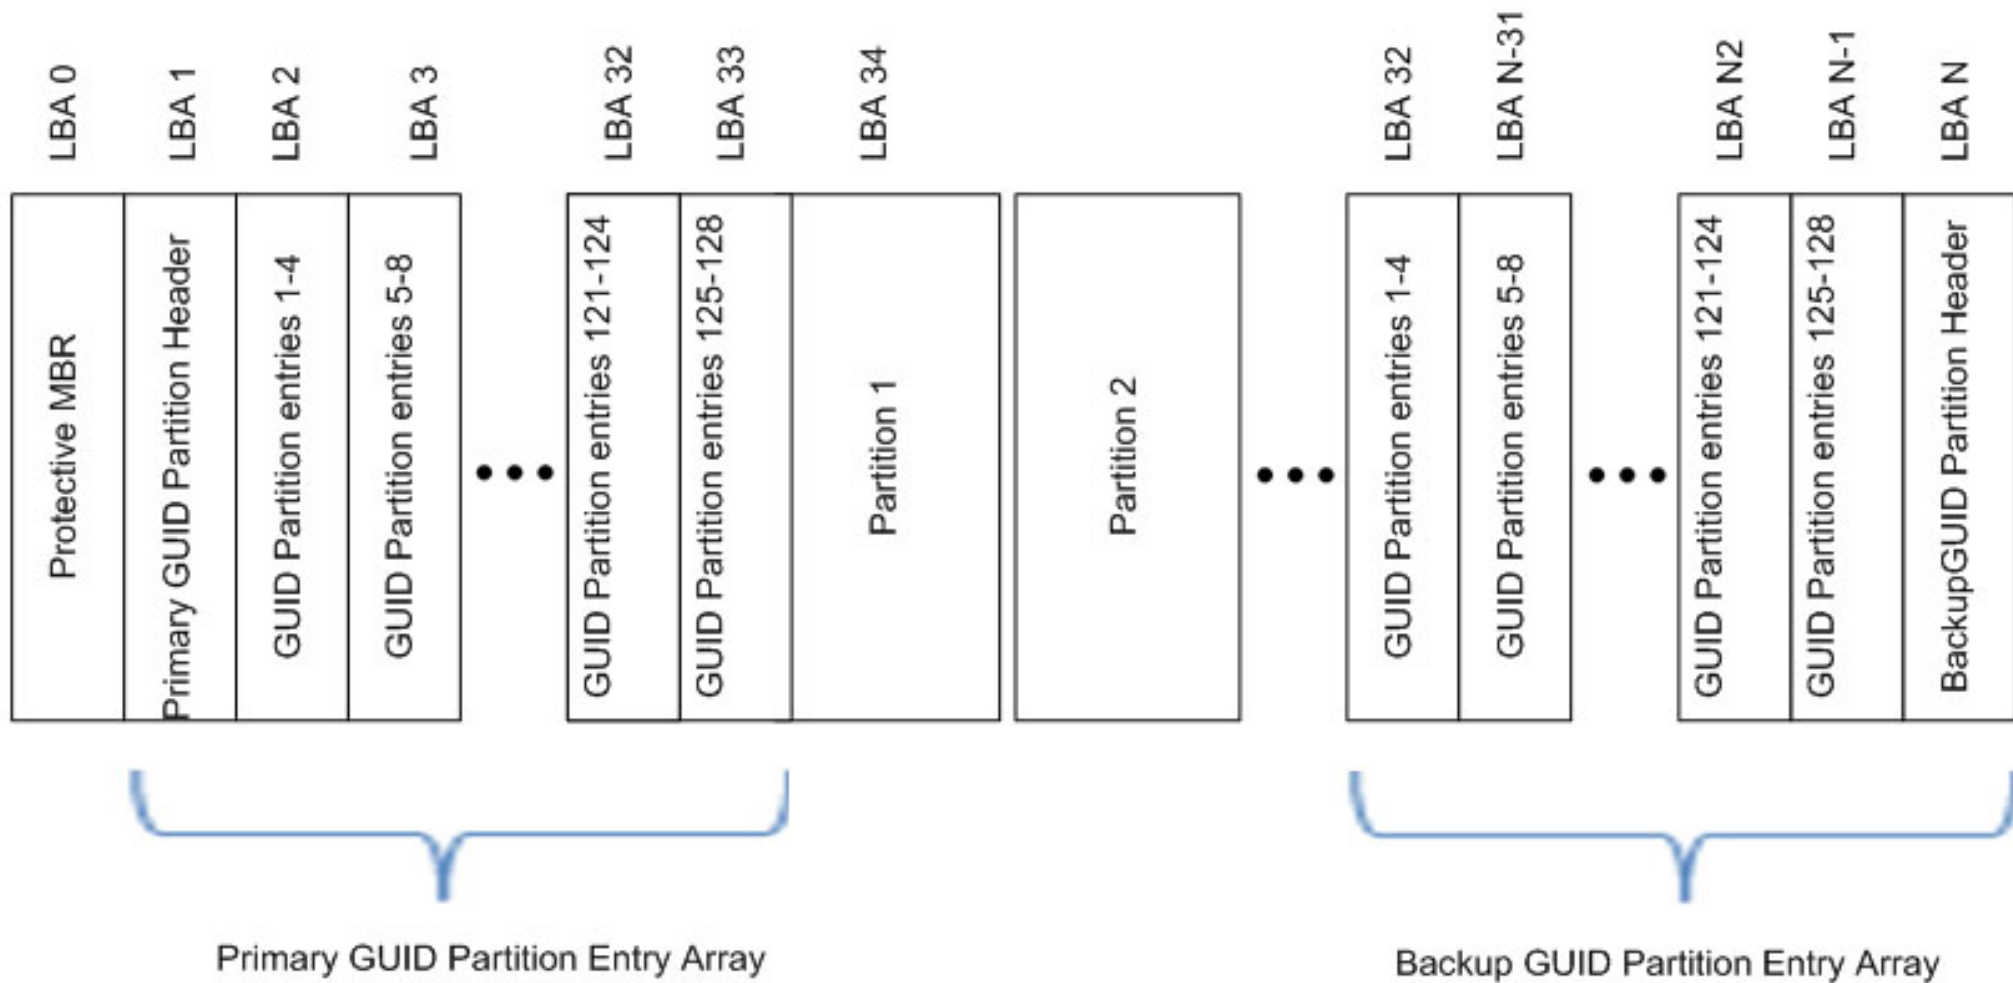 LBA 0
LBA 1
LBA 2
LBA 3
LBA 32
LBA 33
LBA 34
LBA 32
LBA N-31
LBA N2
LBA N-1
LBA N
Protective MBR
Primary GUID Partition Header
GUID Partition entries 1-4
GUID Partition entries 5-8
GUID Partition entries 121-124
GUID Partition entries 125-128
Partition 1
Partition 2
GUID Partition entries 1-4
GUID Partition entries 5-8
GUID Partition entries 121-124
GUID Partition entries 125-128
BackupGUID Partition Header
Primary GUID Partition Entry Array
Backup GUID Partition Entry Array